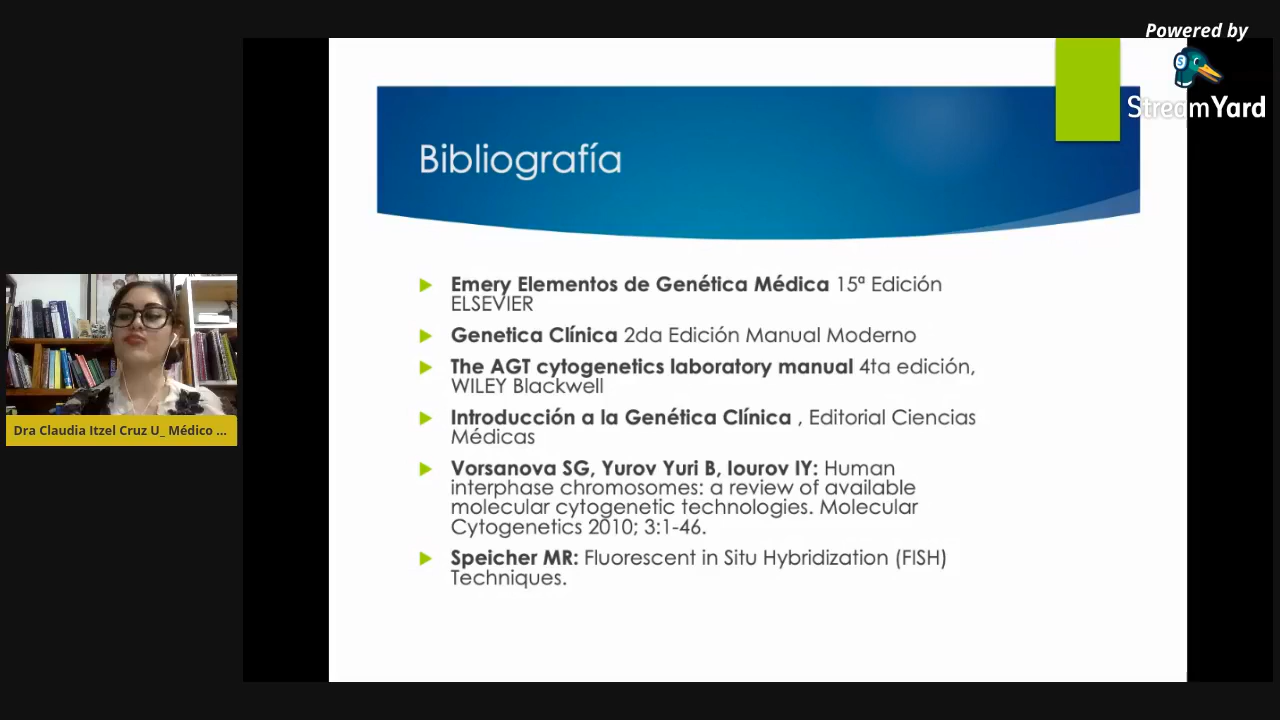 Powered by
StreamYard
Bibliografía
Emery Elementos de Genética Médica 15ª Edición
ELSEVIER
Genetica Clínica 2da Edición Manual Moderno
The AGT cytogenetics laboratory manual 4ta edición,
WILEY Blackwell
Introducción a la Genética Clínica , Editorial Ciencias
Médicas
Vorsanova SG, Yurov Yuri B, Iourov IY: Human
interphase chromosomes: a review of available
molecular cytogenetic technologies. Molecular
Cytogenetics 2010; 3:1-46.
Speicher MR: Fluorescent in Situ Hybridization (FISH)
Techniques.
Dra Claudia Itzel Cruz U_ Médico ...